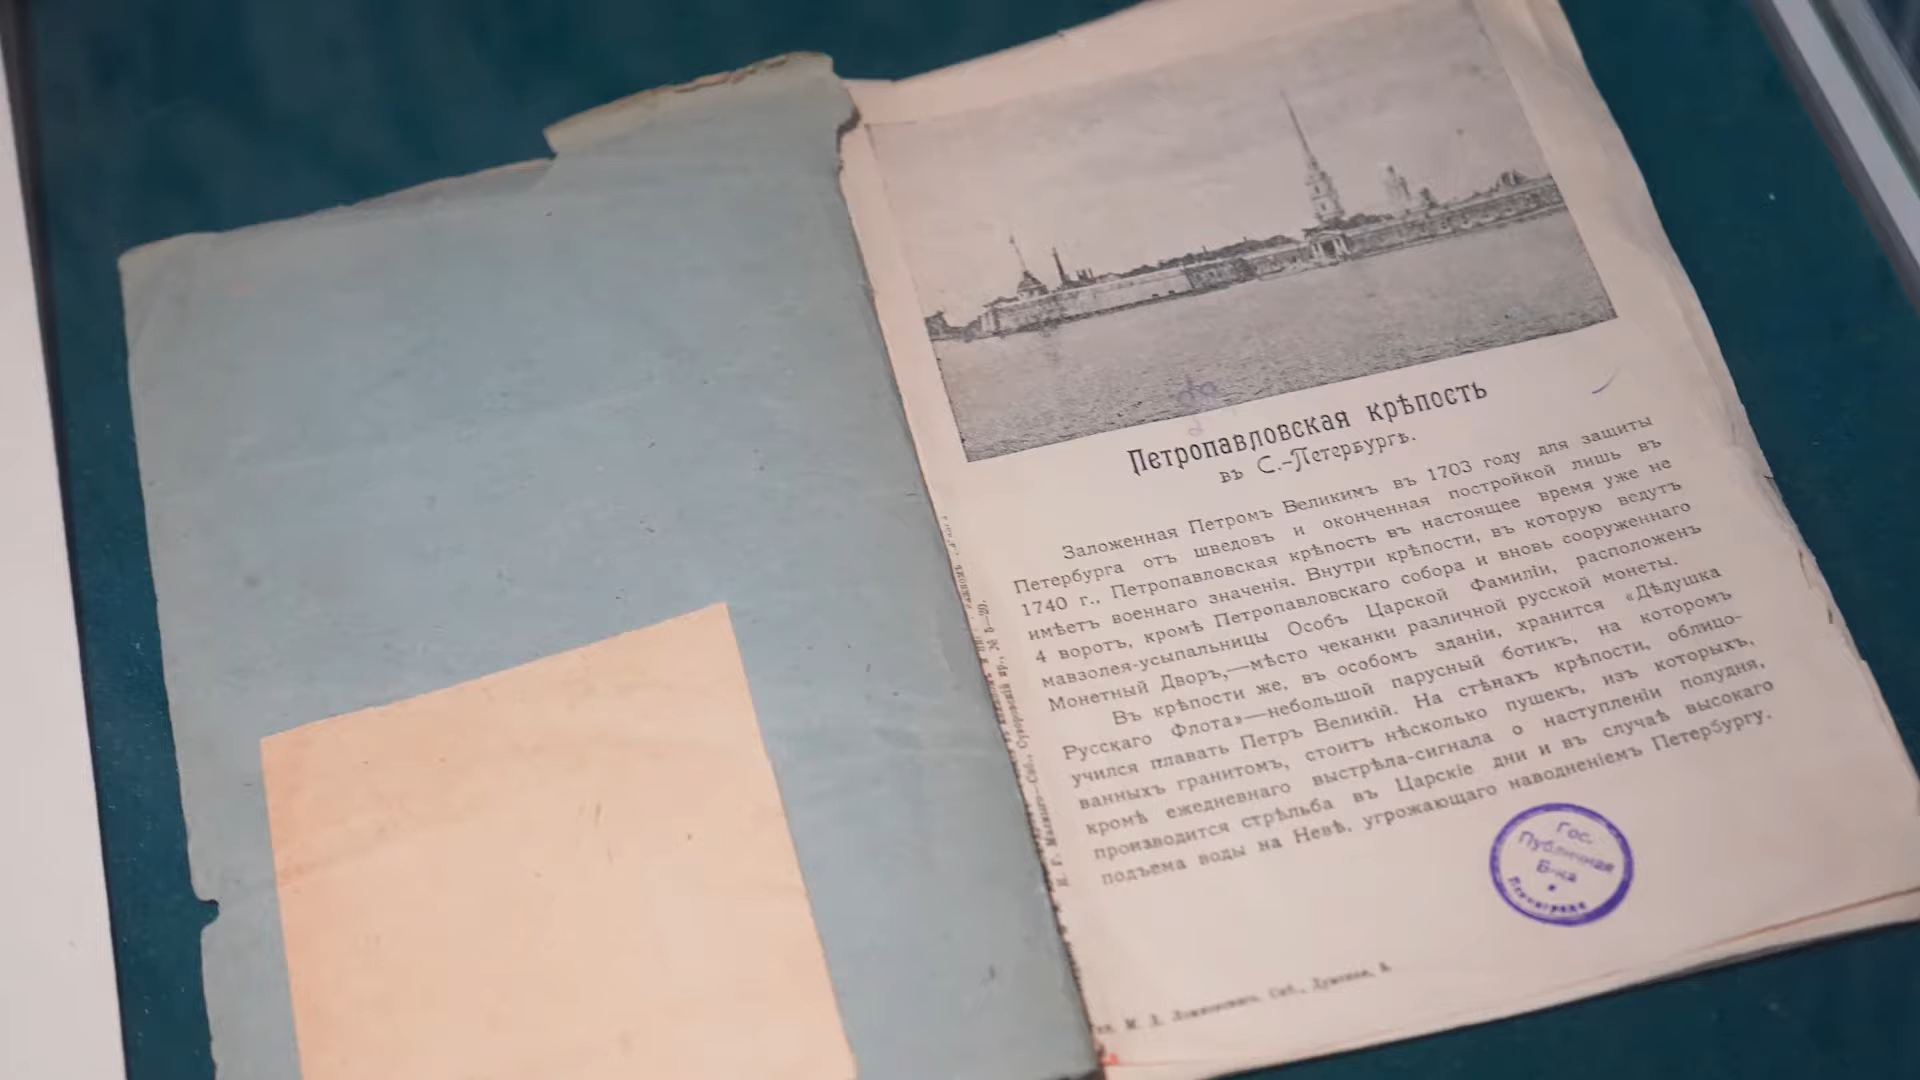 Петропавловская крѣпость
въ С.-Петербургѣ.
Заложенная Петромъ Великимъ въ 1703 году для защиты
Петербурга отъ шведовъ и оконченная постройкой лишь въ
1740 г., Петропавловская крѣпость въ настоящее время уже не
имѣетъ военнаго значенія. Внутри крѣпости, въ которую ведутъ
4 воротъ, кромѣ Петропавловскаго собора и вновь сооруженнаго
мавзолея-усыпальницы Особъ Царской Фамиліи, расположенъ
Монетный Дворъ,—мѣсто чеканки различной русской монеты.
Въ крѣпости же, въ особомъ зданіи, хранится «Дѣдушка
Русскаго Флота»—небольшой парусный ботикъ, на которомъ
учился плавать Петръ Великій. На стѣнахъ крѣпости, облицо-
ванныхъ гранитомъ, стоитъ нѣсколько пушекъ, изъ которыхъ,
кромѣ ежедневнаго выстрѣла-сигнала о наступленіи полудня,
производится стрѣльба въ Царскіе дни и въ случаѣ высокаго
подъема воды на Невѣ, угрожающаго наводненіемъ Петербургу.
Гос.
Публичная
Б-ка
Спб.,